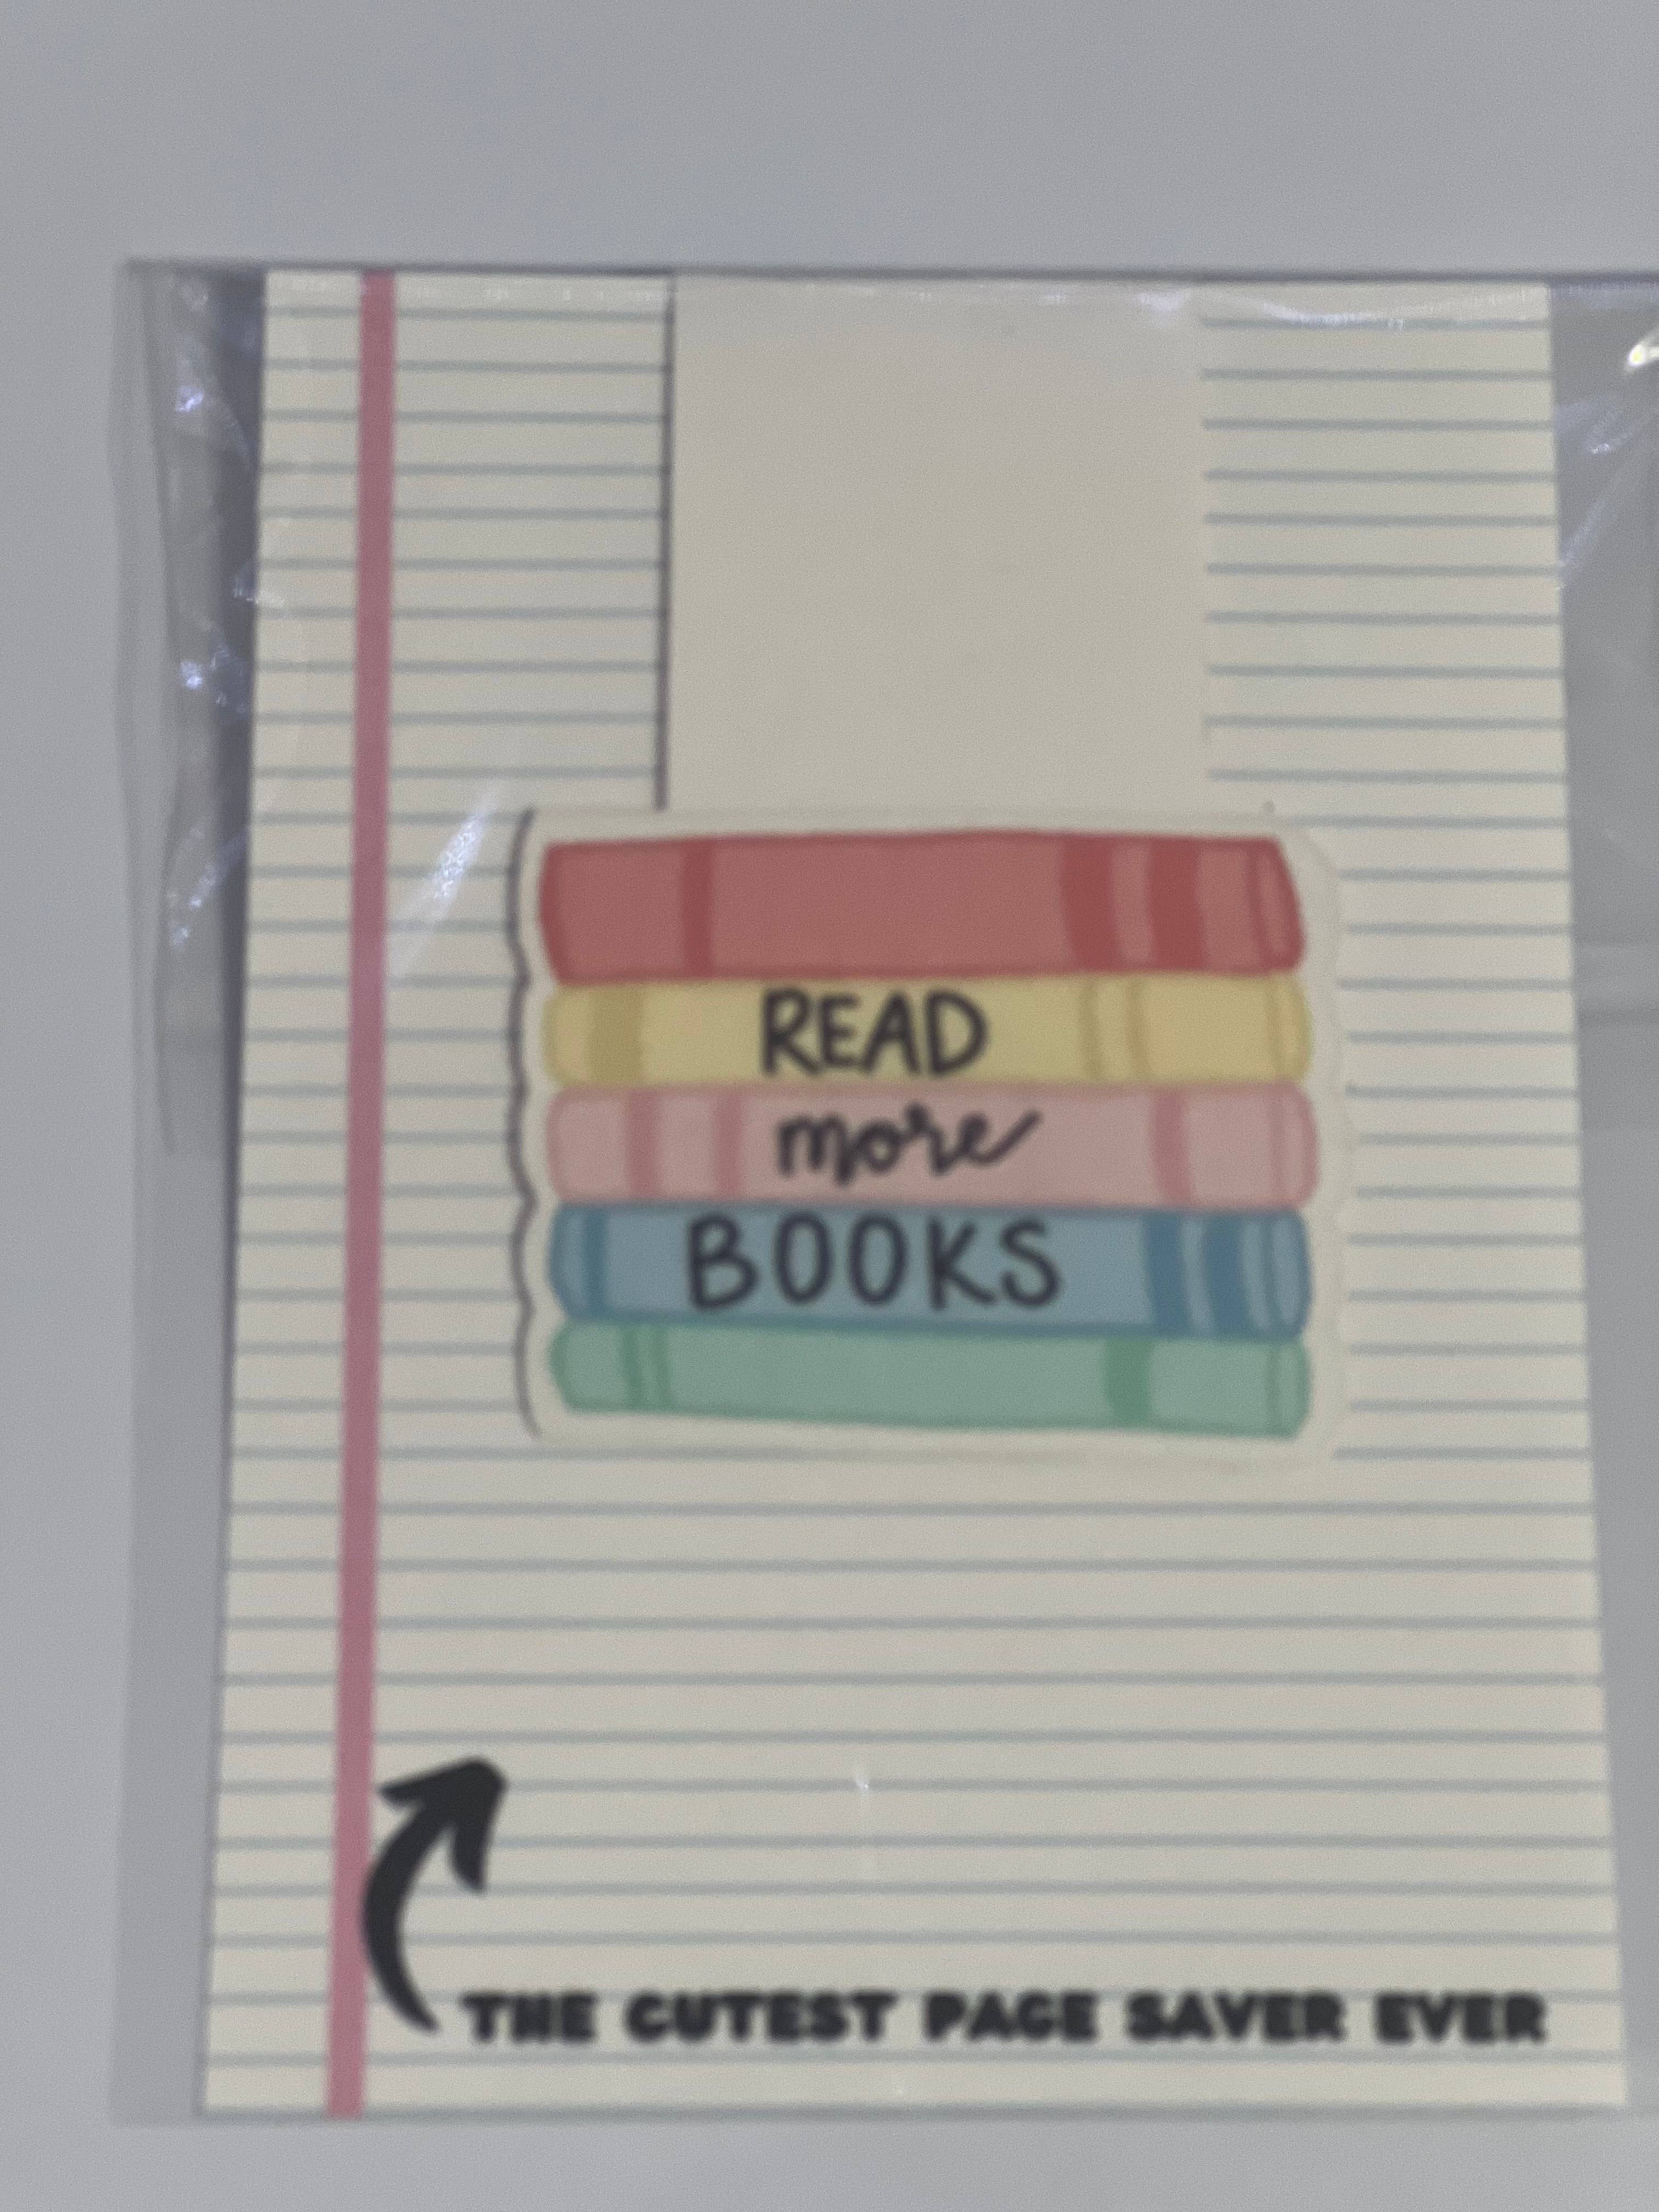 READ
more
BOOKS
THE CUTEST PAGE SAVER EVER